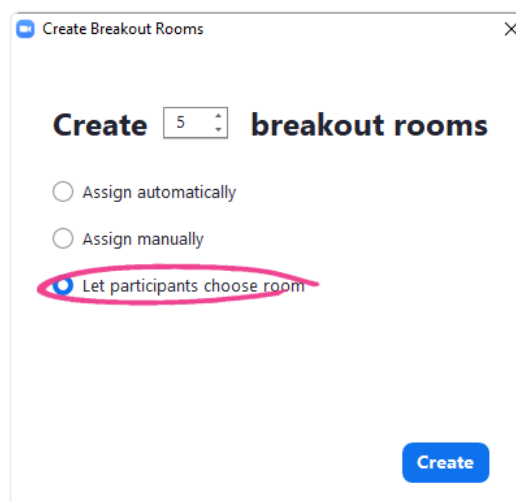 Create Breakout Rooms
Create 5 breakout rooms
Assign automatically
Assign manually
Let participants choose room
Create